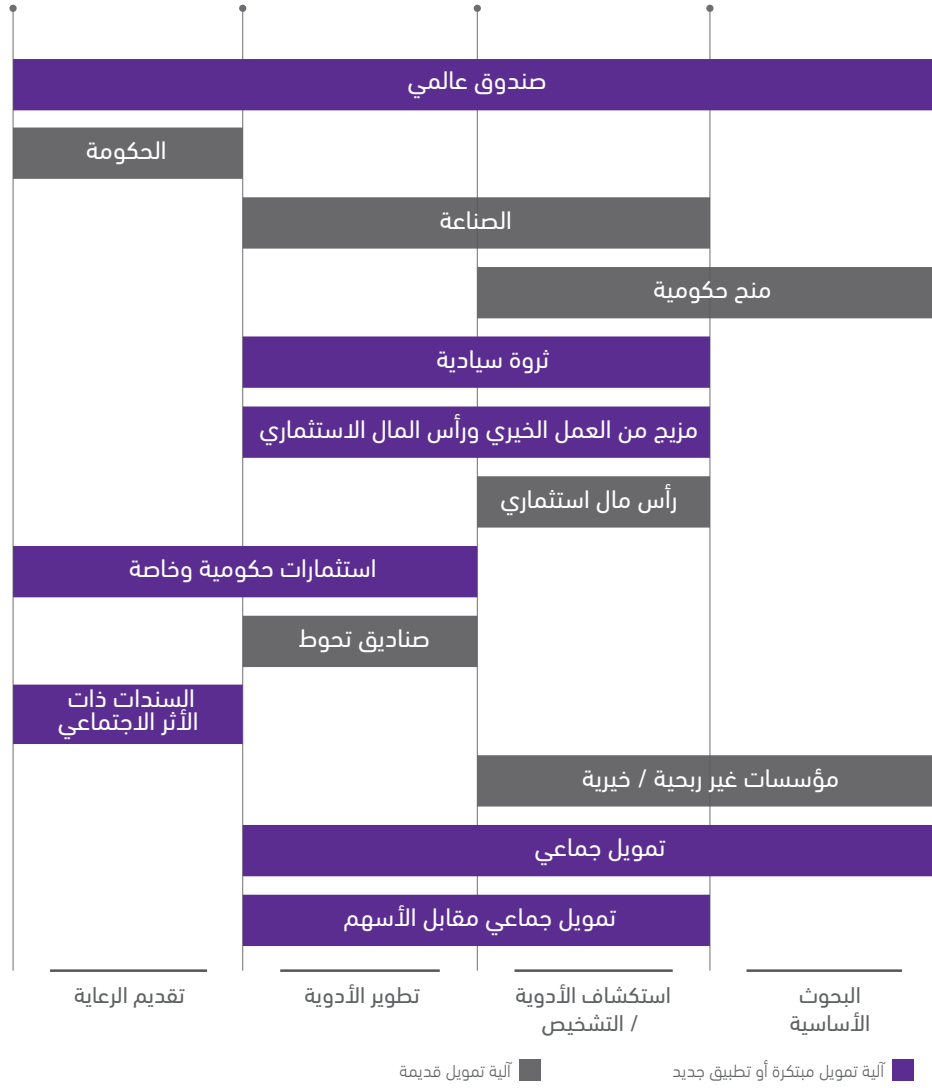 صندوق عالمي
الحكومة
الصناعة
منح حكومية
ثروة سيادية
مزيج من العمل الخيري ورأس المال الاستثماري
رأس مال استثماري
استثمارات حكومية وخاصة
صناديق تحوط
السندات ذات
الأثر الاجتماعي
مؤسسات غير ربحية / خيرية
تمويل جماعي
تمويل جماعي مقابل الأسهم
البحوث
الأساسية
استكشاف الأدوية
/ التشخيص
تطوير الأدوية
تقديم الرعاية
آلية تمويل مبتكرة أو تطبيق جديد
آلية تمويل قديمة